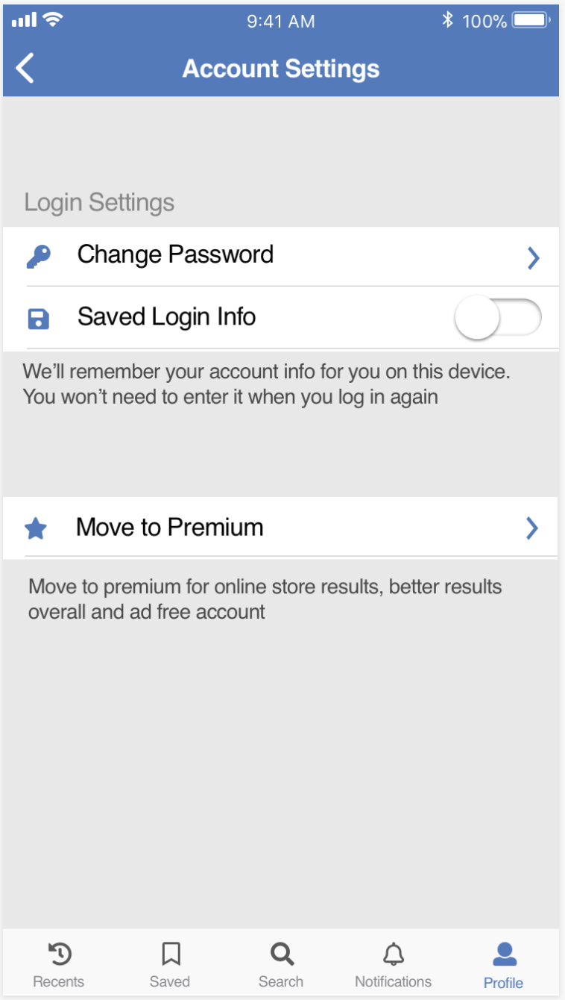 9:41 AM 100%
Account Settings
Login Settings
Change Password
Saved Login Info
We’ll remember your account info for you on this device.
You won’t need to enter it when you log in again
Move to Premium
Move to premium for online store results, better results
overall and ad free account
Recents Saved Search Notifications Profile